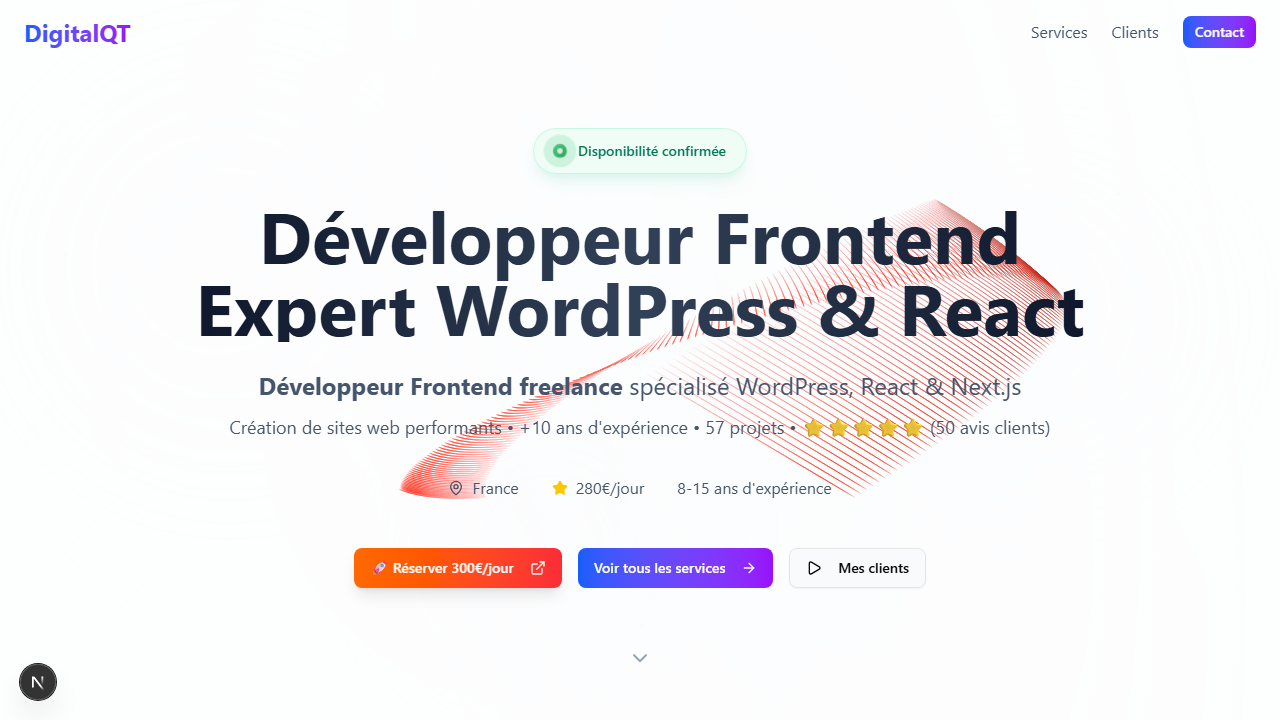 DigitalQT
Services
Clients
Contact
Disponibilité confirmée
Développeur Frontend
Expert WordPress & React
Développeur Frontend freelance spécialisé WordPress, React & Next.js
Création de sites web performants • +10 ans d'expérience • 57 projets • ⭐⭐⭐⭐⭐ (50 avis clients)
France
280€/jour
8-15 ans d'expérience
🚀 Réserver 300€/jour
Voir tous les services
Mes clients
N